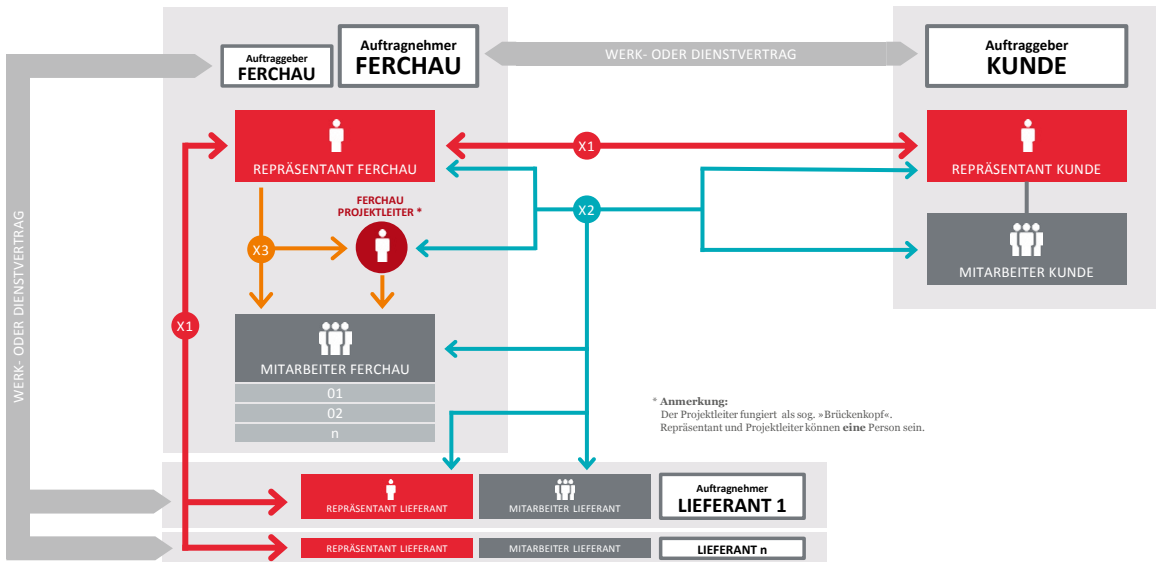 Auftraggeber
FERCHAU
Auftragnehmer
FERCHAU
WERK- ODER DIENSTVERTRAG
Auftraggeber
KUNDE
REPRÄSENTANT FERCHAU
X1
REPRÄSENTANT KUNDE
FERCHAU
PROJEKTLEITER *
X2
X3
MITARBEITER KUNDE
WERK- ODER DIENSTVERTRAG
X1
MITARBEITER FERCHAU
01
02
n
* Anmerkung:
Der Projektleiter fungiert als sog. »Brückenkopf«.
Repräsentant und Projektleiter können eine Person sein.
REPRÄSENTANT LIEFERANT
MITARBEITER LIEFERANT
Auftragnehmer
LIEFERANT 1
REPRÄSENTANT LIEFERANT
MITARBEITER LIEFERANT
LIEFERANT n